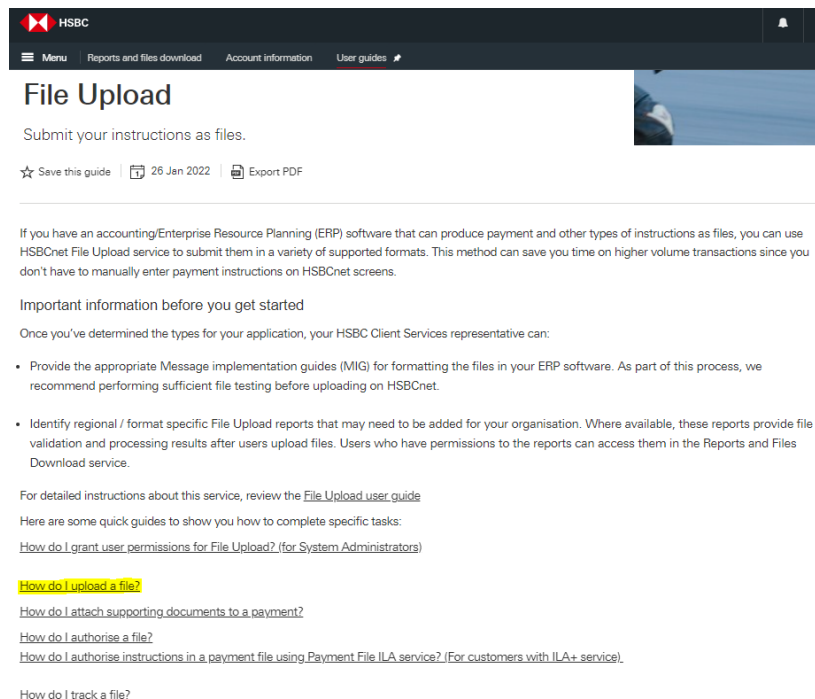 HSBC
Menu Reports and files download Account information User guides
File Upload
Submit your instructions as files.
Save this guide 26 Jan 2022 Export PDF
If you have an accounting/Enterprise Resource Planning (ERP) software that can produce payment and other types of instructions as files, you can use
HSBCnet File Upload service to submit them in a variety of supported formats. This method can save you time on higher volume transactions since you
don't have to manually enter payment instructions on HSBCnet screens.
Important information before you get started
Once you've determined the types for your application, your HSBC Client Services representative can:
• Provide the appropriate Message implementation guides (MIG) for formatting the files in your ERP software. As part of this process, we
recommend performing sufficient file testing before uploading on HSBCnet.
• Identify regional / format specific File Upload reports that may need to be added for your organisation. Where available, these reports provide file
validation and processing results after users upload files. Users who have permissions to the reports can access them in the Reports and Files
Download service.
For detailed instructions about this service, review the File Upload user guide
Here are some quick guides to show you how to complete specific tasks:
How do I grant user permissions for File Upload? (for System Administrators)
How do I upload a file?
How do I attach supporting documents to a payment?
How do I authorise a file?
How do I authorise instructions in a payment file using Payment File ILA service? (For customers with ILA+ service)
How do I track a file?